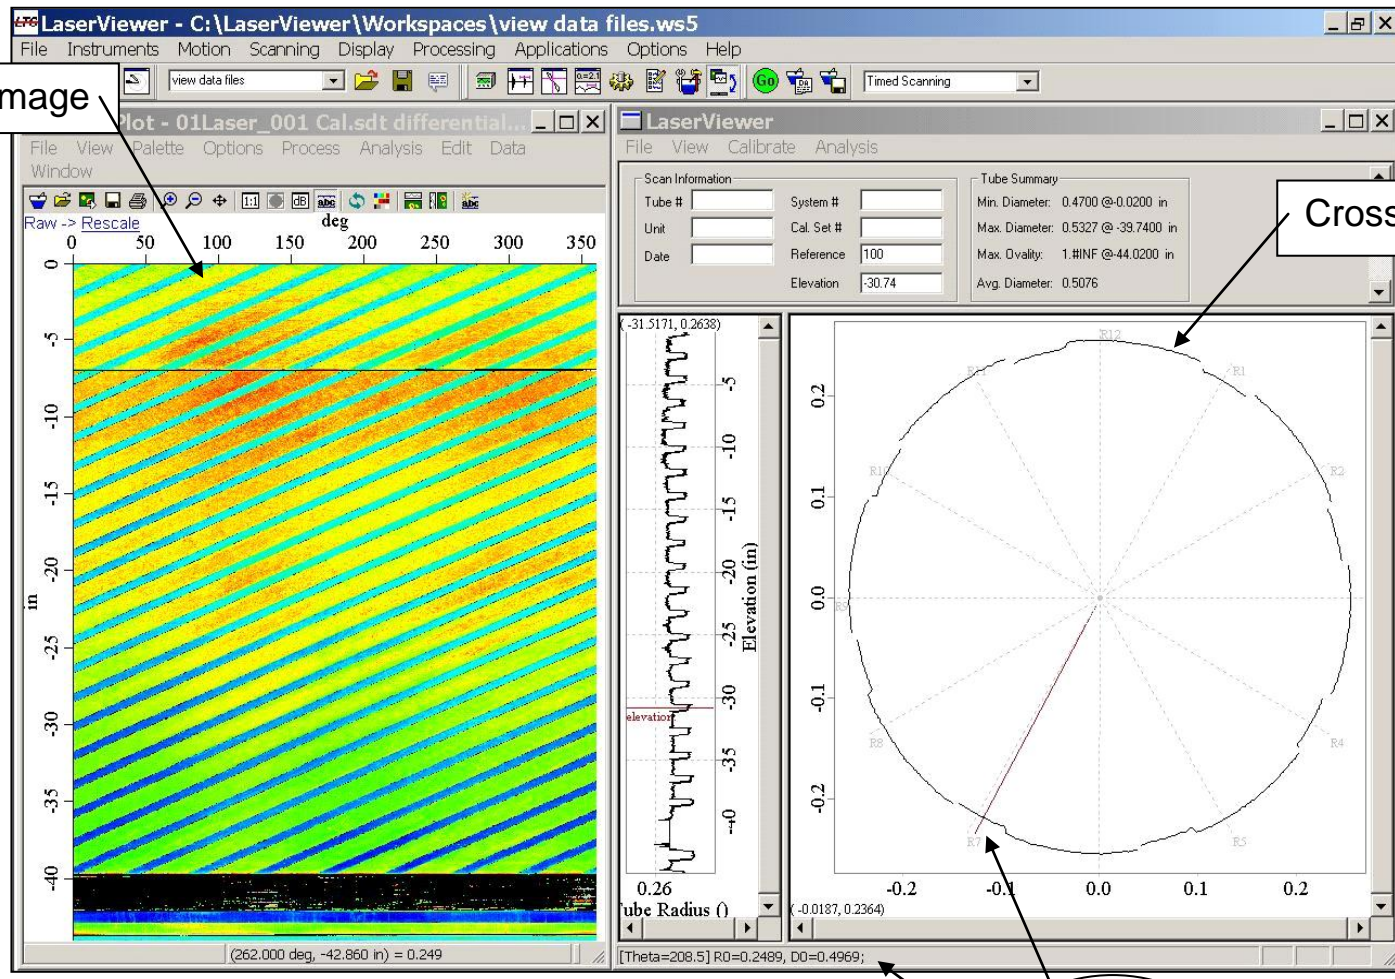 LTG LaserViewer - C:\LaserViewer\Workspaces\view data files.ws5
File Instruments Motion Scanning Display Processing Applications Options Help
view data files
Go
Timed Scanning
mage
Plot - 01Laser_001 Cal.sdt differential...
File View Palette Options Process Analysis Edit Data
Window
1:1 dB abc abc
Raw -> Rescale
deg
0 50 100 150 200 250 300 350
0
-5
-10
-15
-20
in
-25
-30
-35
-40
(262.000 deg, -42.860 in) = 0.249
LaserViewer
File View Calibrate Analysis
Scan Information
Tube #
System #
Unit
Cal. Set #
Date
Reference 100
Elevation -30.74
Tube Summary
Min. Diameter: 0.4700 @-0.0200 in
Max. Diameter: 0.5327 @ -39.7400 in
Max. Ovality: 1.#INF @-44.0200 in
Avg. Diameter: 0.5076
Cross
(-31.5171, 0.2638)
-5
-10
-15
-20
Elevation (in)
-25
-30
elevation
-35
-40
0.26
Tube Radius ()
R12
R1
R2
R4
R5
R7
R8
R9
0.2
0.1
0.0
-0.1
-0.2
-0.2 -0.1 0.0 0.1 0.2
(-0.0187, 0.2364)
[Theta=208.5] R0=0.2489, D0=0.4969;